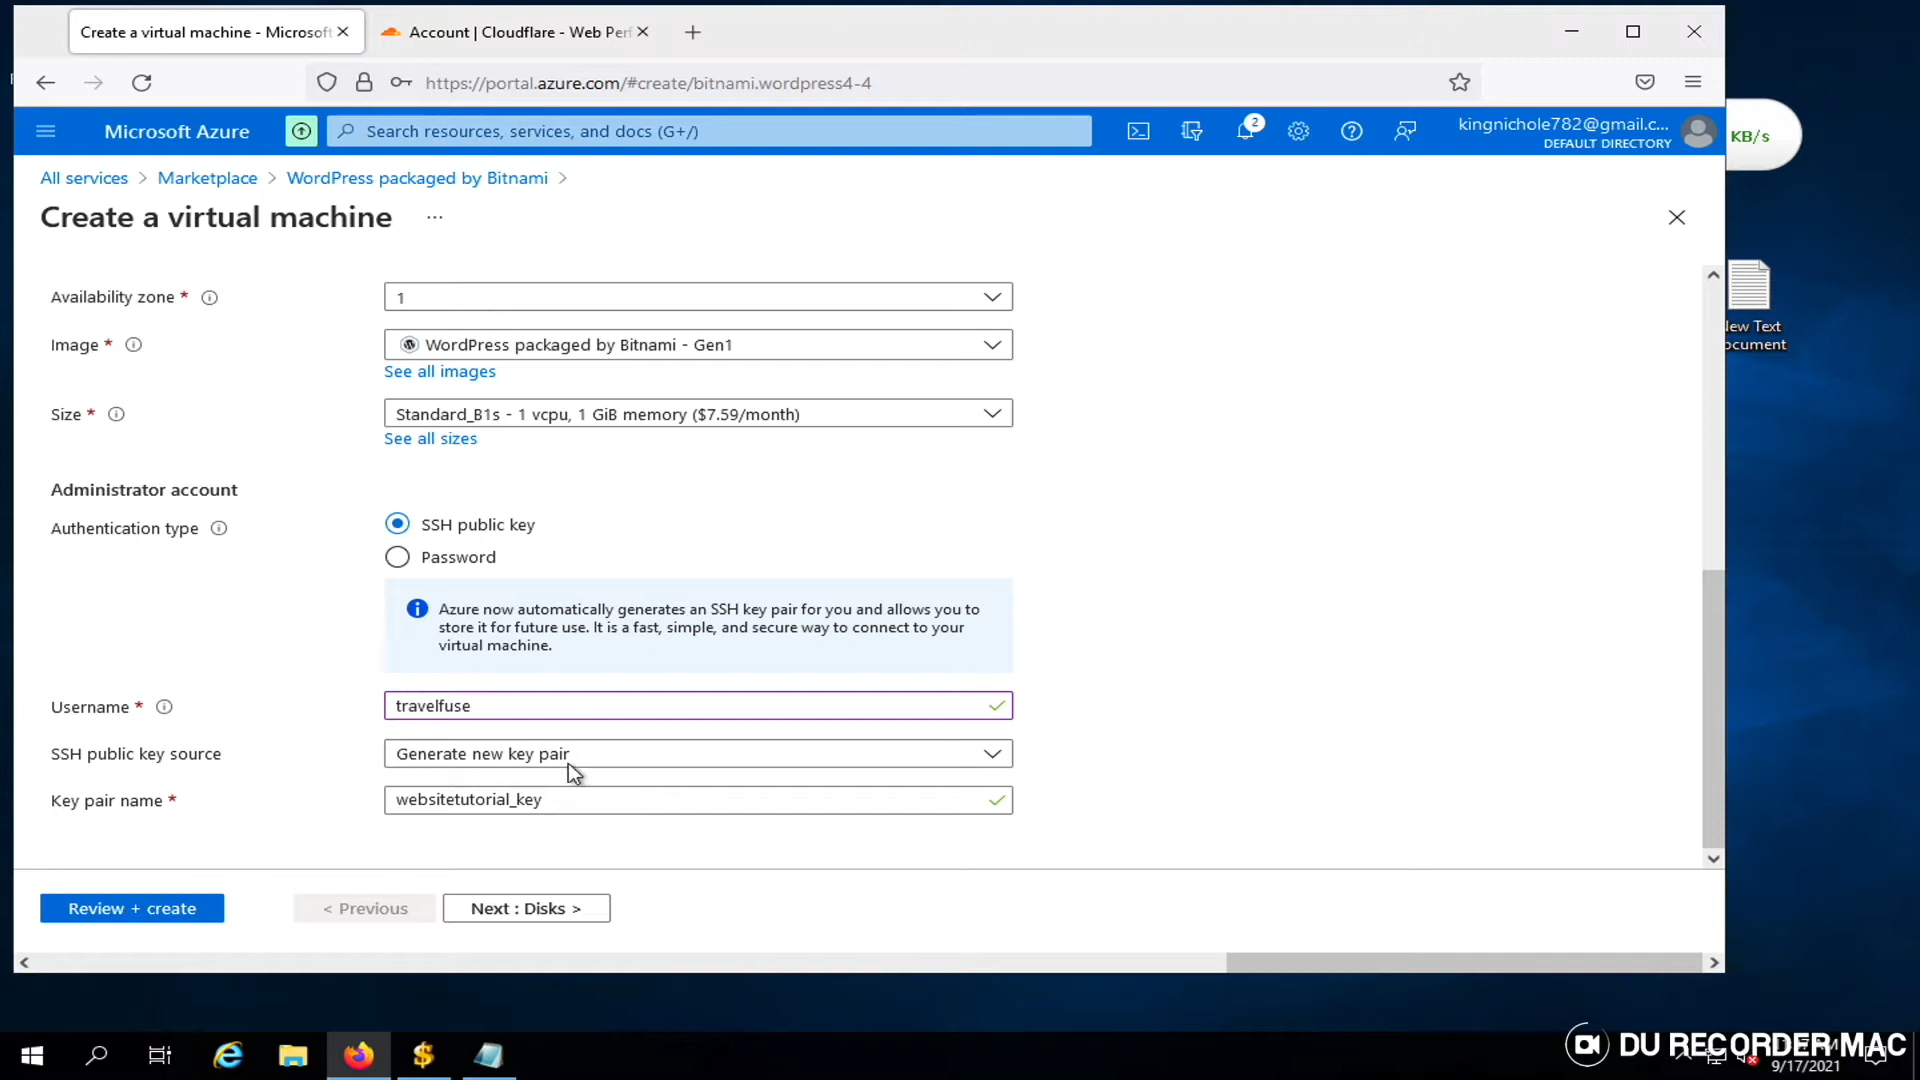 Create a virtual machine - Microsoft
Account | Cloudflare - Web Perf
https://portal.azure.com/#create/bitnami.wordpress4-4
Microsoft Azure
Search resources, services, and docs (G+/)
2
kingnichole782@gmail.c...
DEFAULT DIRECTORY
KB/s
All services > Marketplace > WordPress packaged by Bitnami >
Create a virtual machine ...
Availability zone * 1
Image * WordPress packaged by Bitnami - Gen1
See all images
Size * Standard_B1s - 1 vcpu, 1 GiB memory ($7.59/month)
See all sizes
Administrator account
Authentication type
SSH public key
Password
Azure now automatically generates an SSH key pair for you and allows you to
store it for future use. It is a fast, simple, and secure way to connect to your
virtual machine.
Username * travelfuse
SSH public key source Generate new key pair
Key pair name * websitetutorial_key
Review + create
< Previous
Next : Disks >
New Text
Document
DU RECORDER MAC
9/17/2021